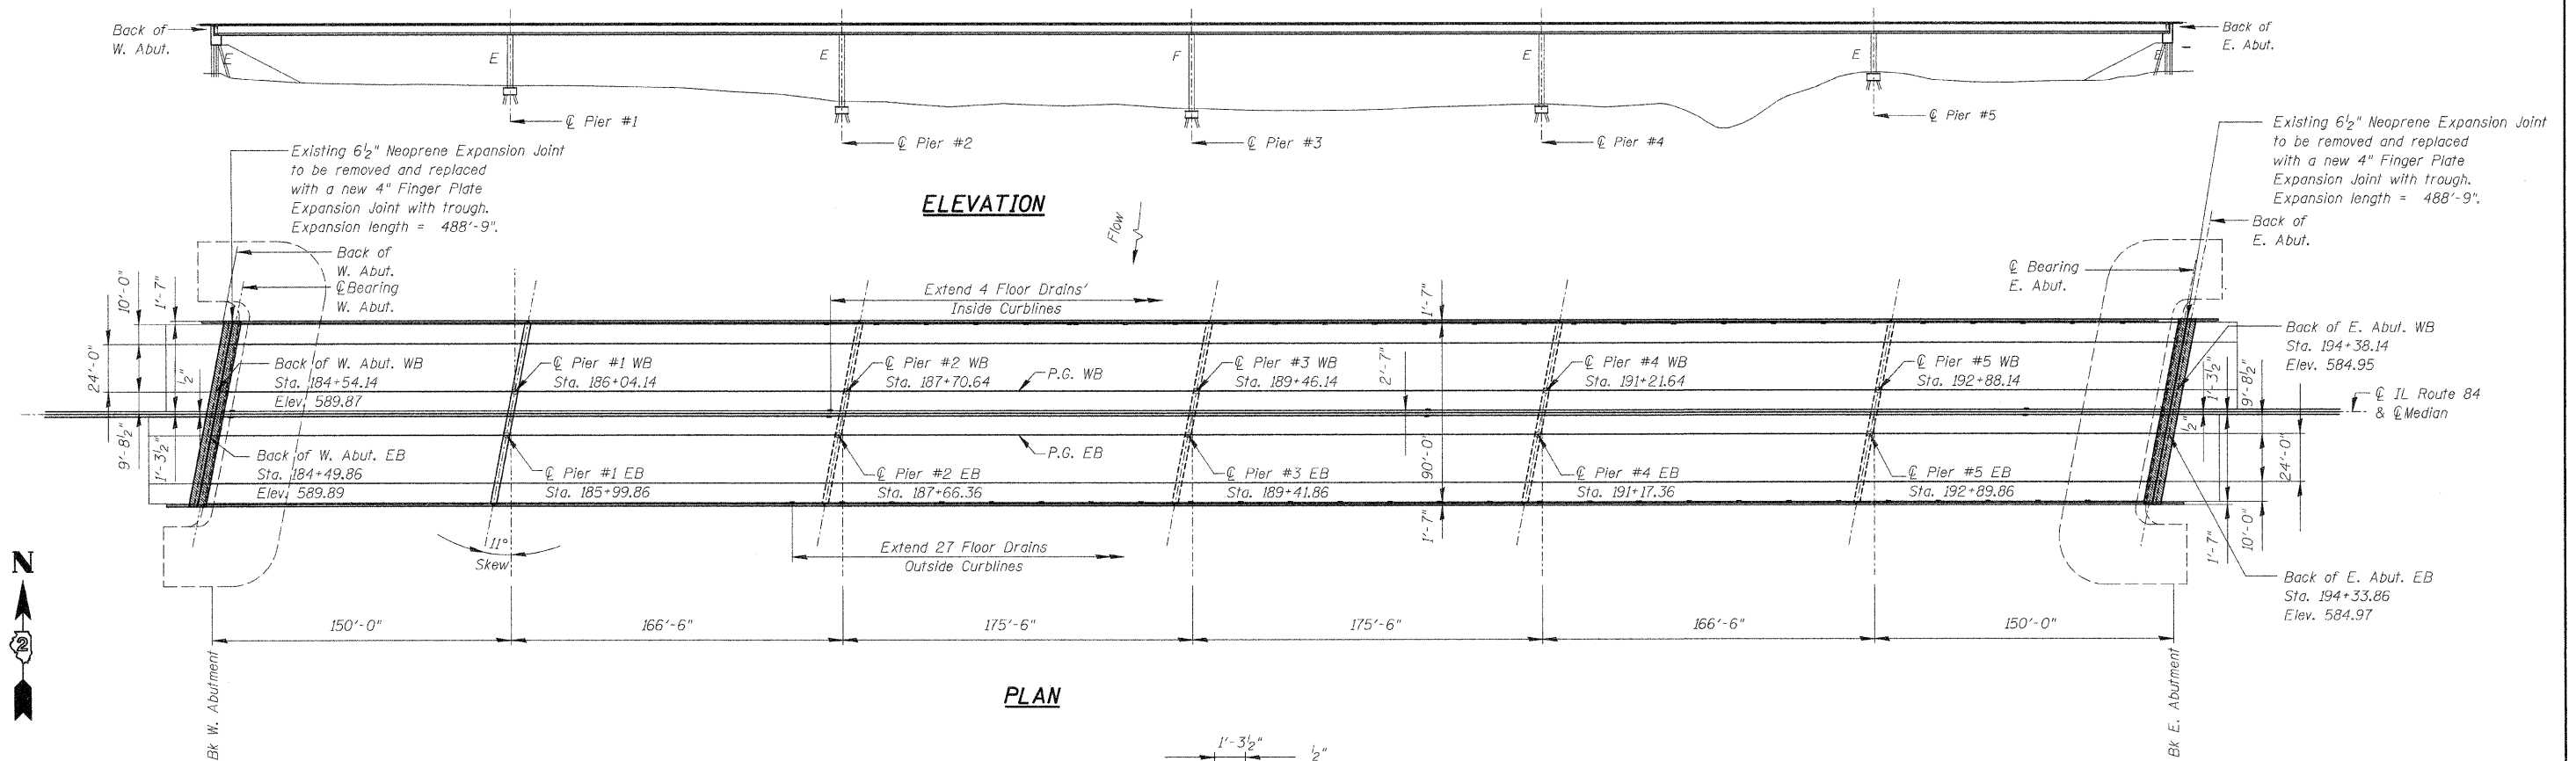 Back of
W. Abut.
E
E
E
F
E
E
E
Back of
E. Abut.
℄ Pier #1
℄ Pier #2
℄ Pier #3
℄ Pier #4
℄ Pier #5
Existing 6½" Neoprene Expansion Joint
to be removed and replaced
with a new 4" Finger Plate
Expansion Joint with trough.
Expansion length = 488'-9".
ELEVATION
Flow
Existing 6½" Neoprene Expansion Joint
to be removed and replaced
with a new 4" Finger Plate
Expansion Joint with trough.
Expansion length = 488'-9".
Back of
E. Abut.
Back of
W. Abut.
℄ Bearing
W. Abut.
℄ Bearing
E. Abut.
Extend 4 Floor Drains'
Inside Curblines
10'-0"
1'-7"
24'-0"
½"
9'-8½"
1'-3½"
Back of W. Abut. WB
Sta. 184+54.14
Elev. 589.87
℄ Pier #1 WB
Sta. 186+04.14
℄ Pier #2 WB
Sta. 187+70.64
P.G. WB
℄ Pier #3 WB
Sta. 189+46.14
1'-7"
2'-7"
90'-0"
1'-7"
℄ Pier #4 WB
Sta. 191+21.64
℄ Pier #5 WB
Sta. 192+88.14
Back of E. Abut. WB
Sta. 194+38.14
Elev. 584.95
1'-3½"
9'-8½"
½"
24'-0"
1'-7"
10'-0"
℄ IL Route 84
& ℄ Median
Back of W. Abut. EB
Sta. 184+49.86
Elev. 589.89
℄ Pier #1 EB
Sta. 185+99.86
℄ Pier #2 EB
Sta. 187+66.36
P.G. EB
℄ Pier #3 EB
Sta. 189+41.86
℄ Pier #4 EB
Sta. 191+17.36
℄ Pier #5 EB
Sta. 192+89.86
Back of E. Abut. EB
Sta. 194+33.86
Elev. 584.97
11°
Skew
Extend 27 Floor Drains
Outside Curblines
N
2
150'-0"
166'-6"
175'-6"
175'-6"
166'-6"
150'-0"
Bk W. Abutment
Bk E. Abutment
PLAN
1'-3½"
½"